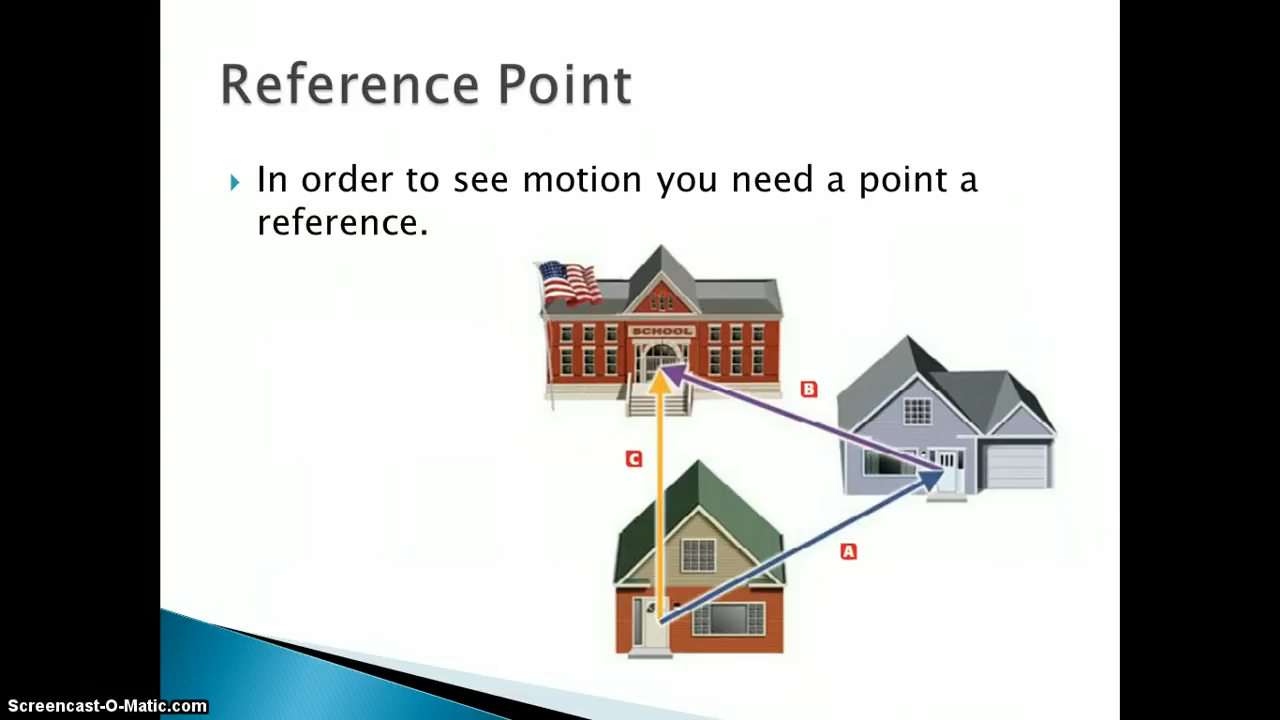 Reference Point
In order to see motion you need a point a
reference.
SCHOOL
B
C
A
Screencast-O-Matic.com